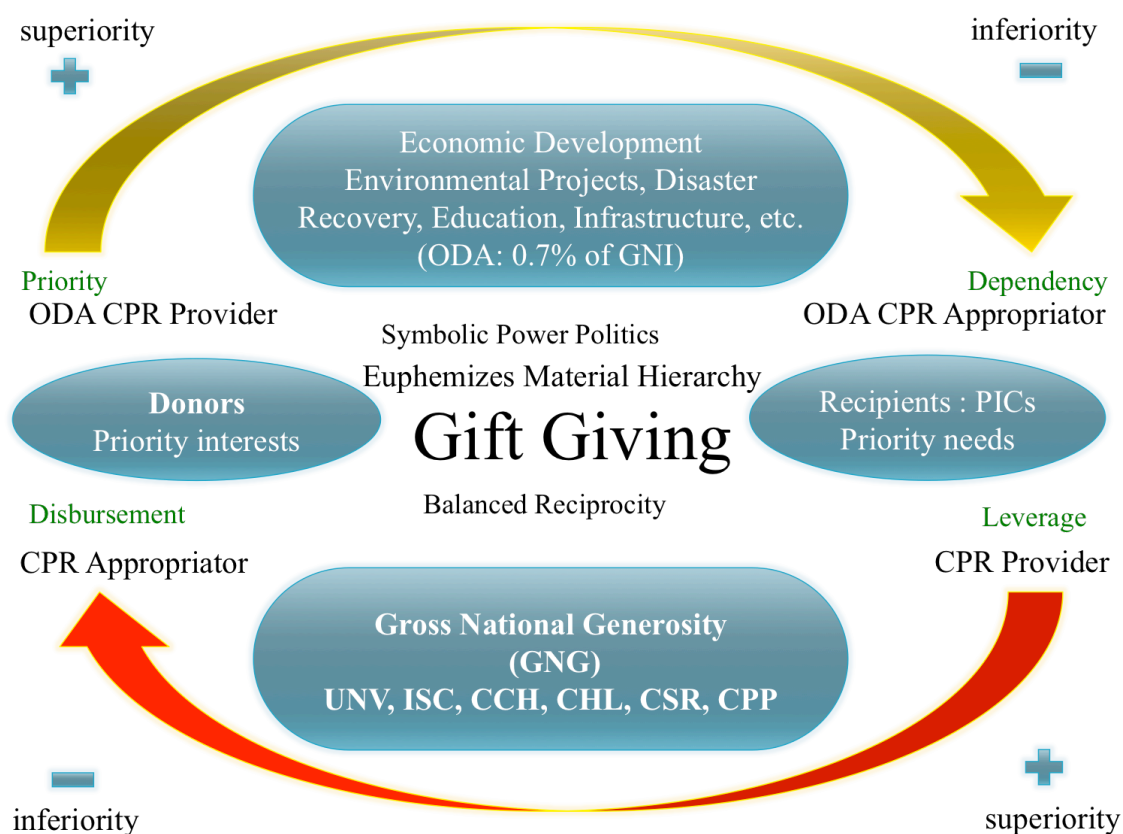 superiority
inferiority
Economic Development
Environmental Projects, Disaster
Recovery, Education, Infrastructure, etc.
(ODA: 0.7% of GNI)
Priority
Dependency
ODA CPR Provider
ODA CPR Appropriator
Symbolic Power Politics
Euphemizes Material Hierarchy
Donors
Priority interests
Gift Giving
Recipients : PICs
Priority needs
Balanced Reciprocity
Disbursement
Leverage
CPR Appropriator
CPR Provider
Gross National Generosity
(GNG)
UNV, ISC, CCH, CHL, CSR, CPP
inferiority
superiority